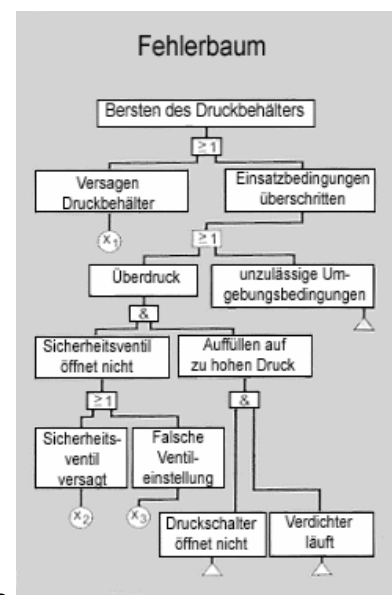 Fehlerbaum
Bersten des Druckbehälters
≥1
Versagen
Druckbehälter
Einsatzbedingungen
überschritten
x1
≥1
Überdruck
unzulässige Um-
gebungsbedingungen
&
Sicherheitsventil
öffnet nicht
Auffüllen auf
zu hohen Druck
≥1
&
Sicherheits-
ventil
versagt
Falsche
Ventil-
einstellung
x2
x3
Druckschalter
öffnet nicht
Verdichter
läuft